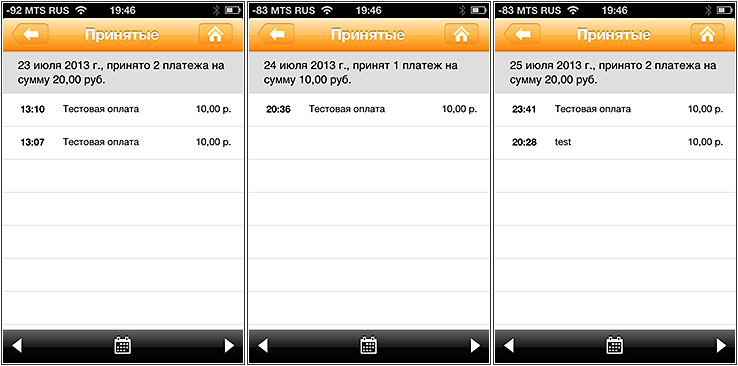 -92 MTS RUS 19:46
Принятые
23 июля 2013 г., принято 2 платежа на
сумму 20,00 руб.
13:10 Тестовая оплата 10,00 р.
13:07 Тестовая оплата 10,00 р.
-83 MTS RUS 19:46
Принятые
24 июля 2013 г., принят 1 платеж на
сумму 10,00 руб.
20:36 Тестовая оплата 10,00 р.
-83 MTS RUS 19:46
Принятые
25 июля 2013 г., принято 2 платежа на
сумму 20,00 руб.
23:41 Тестовая оплата 10,00 р.
20:28 test 10,00 р.